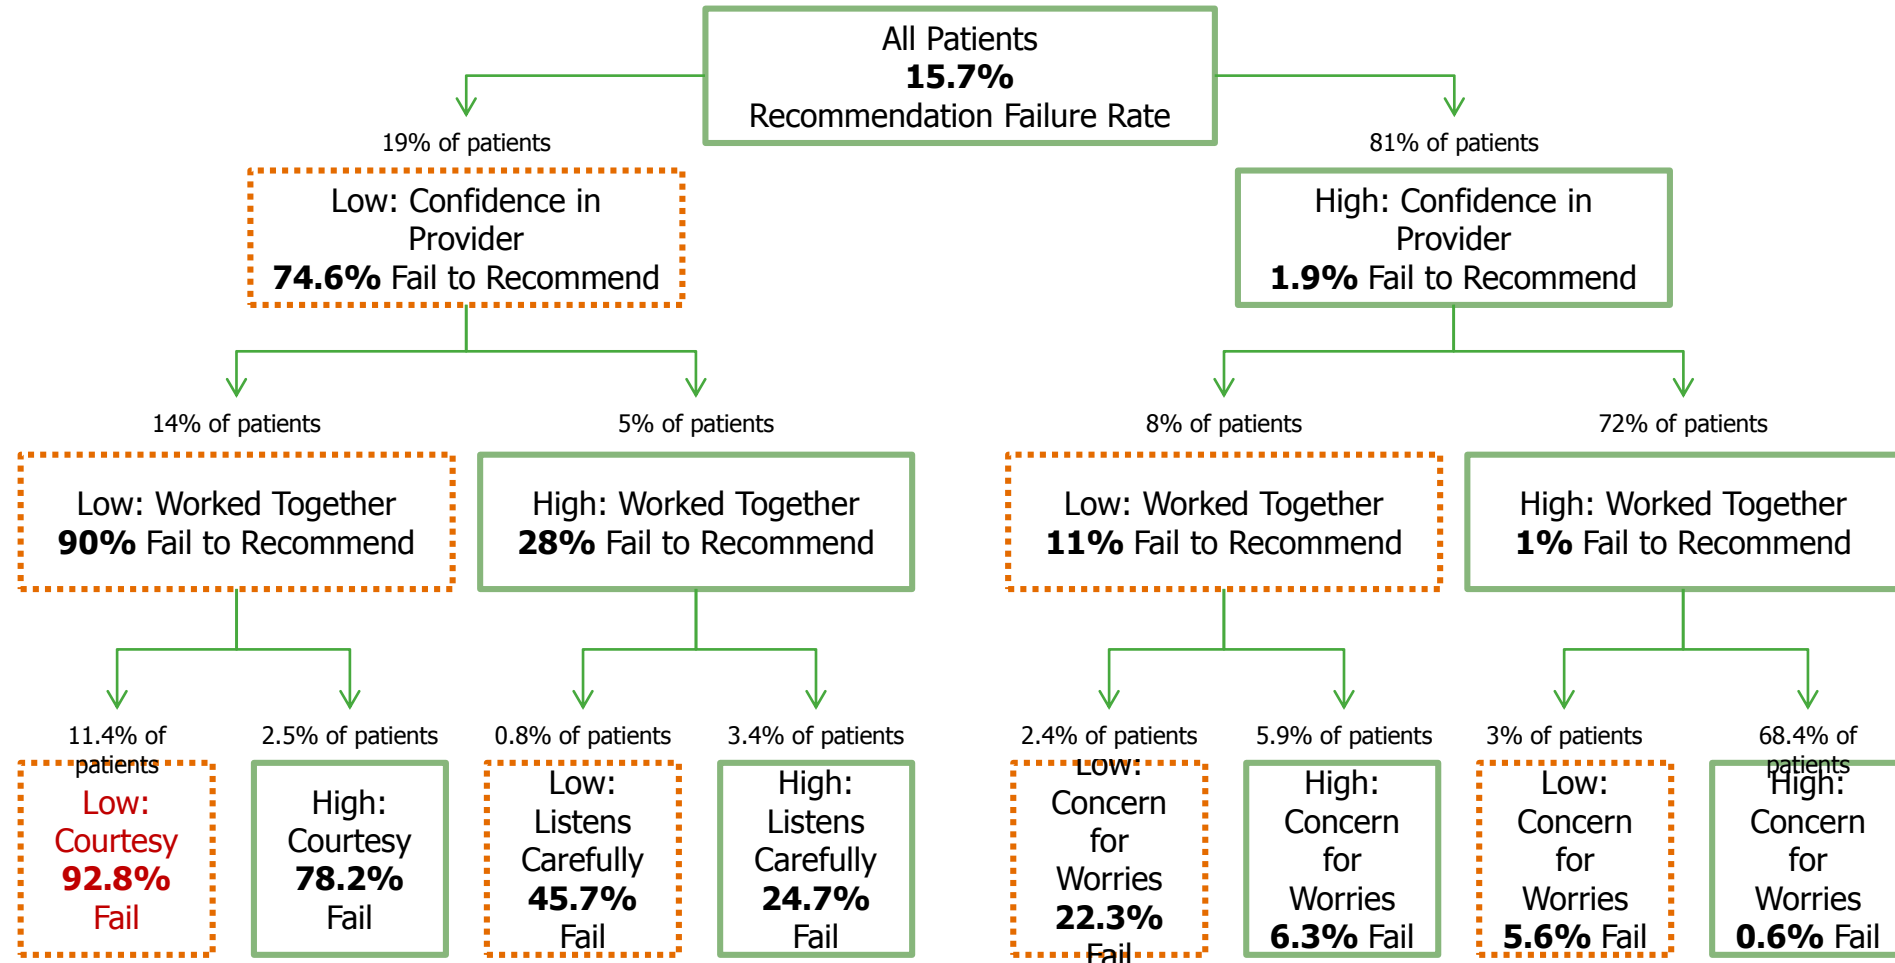 All Patients
15.7%
Recommendation Failure Rate
19% of patients
81% of patients
Low: Confidence in
Provider
74.6% Fail to Recommend
High: Confidence in
Provider
1.9% Fail to Recommend
14% of patients
5% of patients
8% of patients
72% of patients
Low: Worked Together
90% Fail to Recommend
High: Worked Together
28% Fail to Recommend
Low: Worked Together
11% Fail to Recommend
High: Worked Together
1% Fail to Recommend
11.4% of
patients
2.5% of patients
0.8% of patients
3.4% of patients
2.4% of patients
5.9% of patients
3% of patients
68.4% of
patients
Low:
Courtesy
92.8%
Fail
High:
Courtesy
78.2%
Fail
Low:
Listens
Carefully
45.7%
Fail
High:
Listens
Carefully
24.7%
Fail
Low:
Concern
for
Worries
22.3%
Fail
High:
Concern
for
Worries
6.3% Fail
Low:
Concern
for
Worries
5.6% Fail
High:
Concern
for
Worries
0.6% Fail